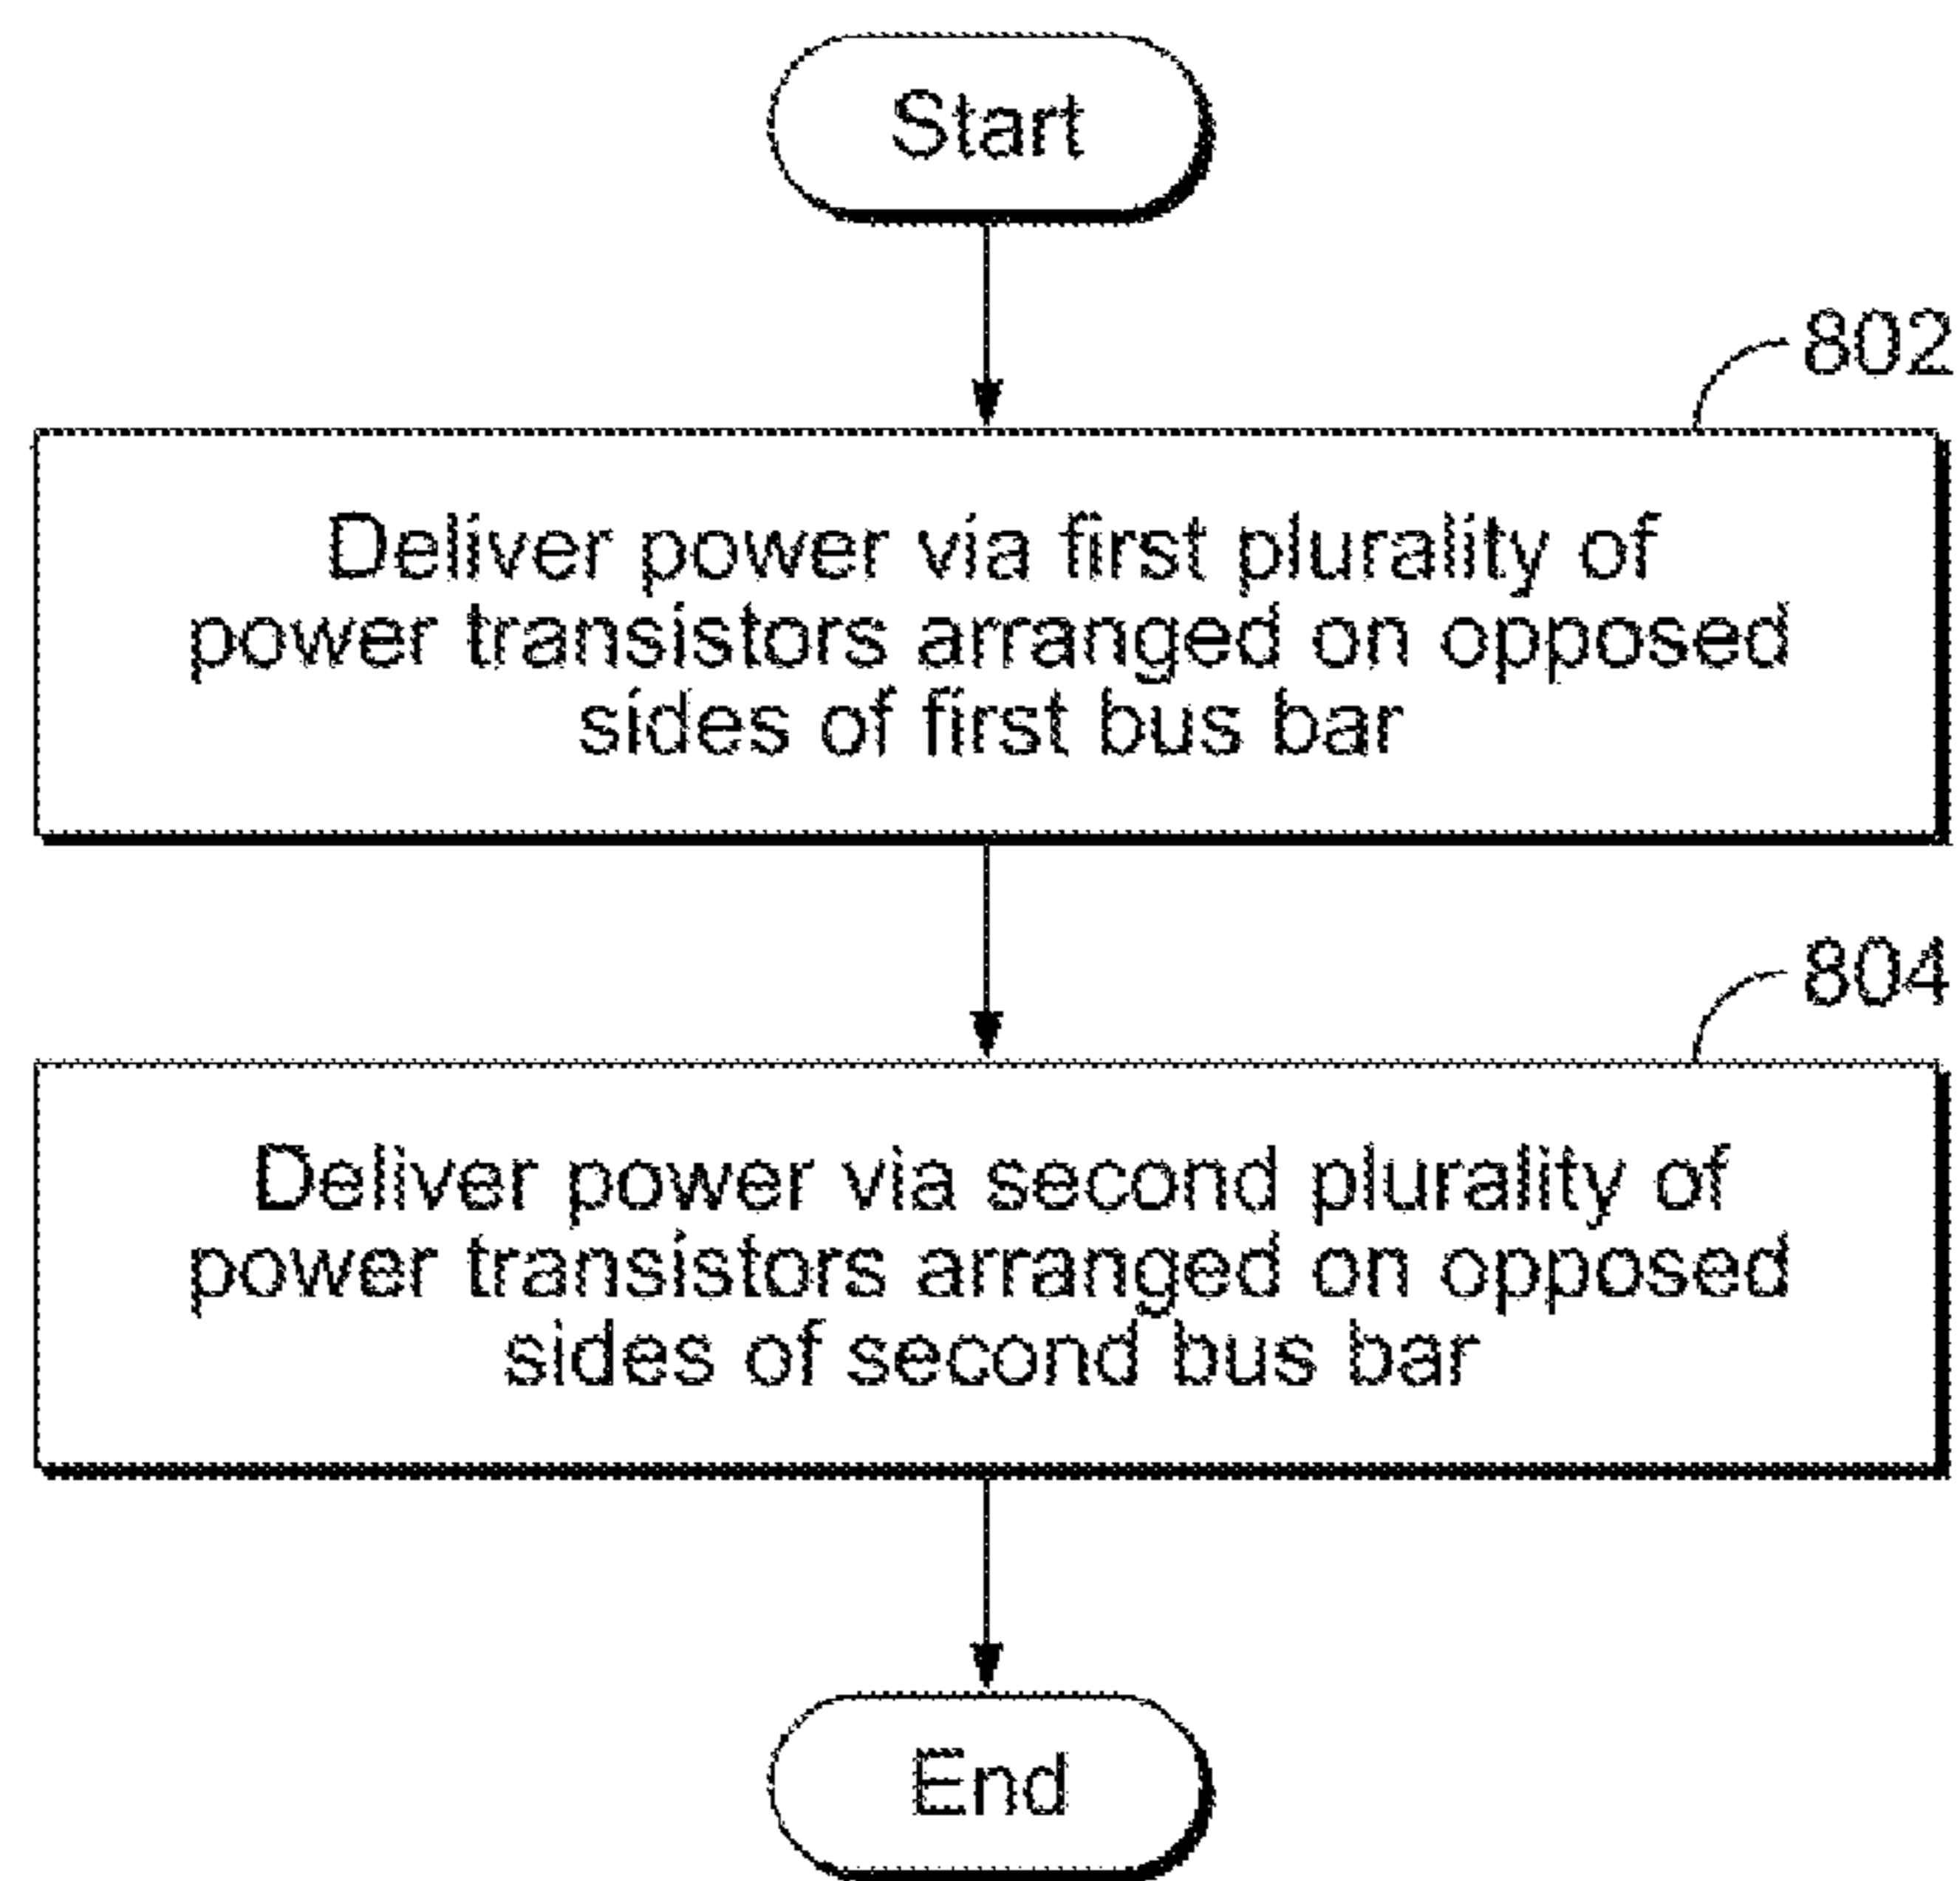 Start
802
Deliver power via first plurality of
power transistors arranged on opposed
sides of first bus bar
804
Deliver power via second plurality of
power transistors arranged on opposed
sides of second bus bar
End